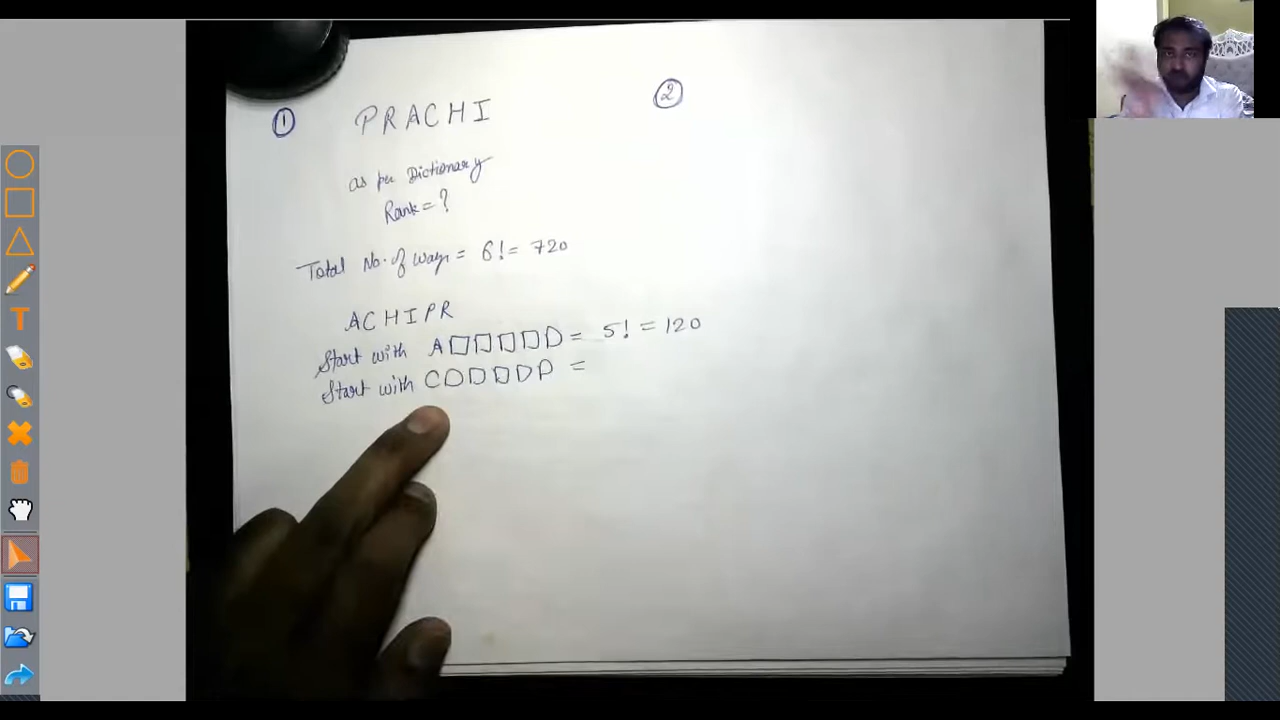 ① PRACHI
②
as per Dictionary
Rank = ?
Total No. of ways = 6! = 720
ACHIPR
Start with A□□□□□ = 5! = 120
Start with C□□□□□ =
T